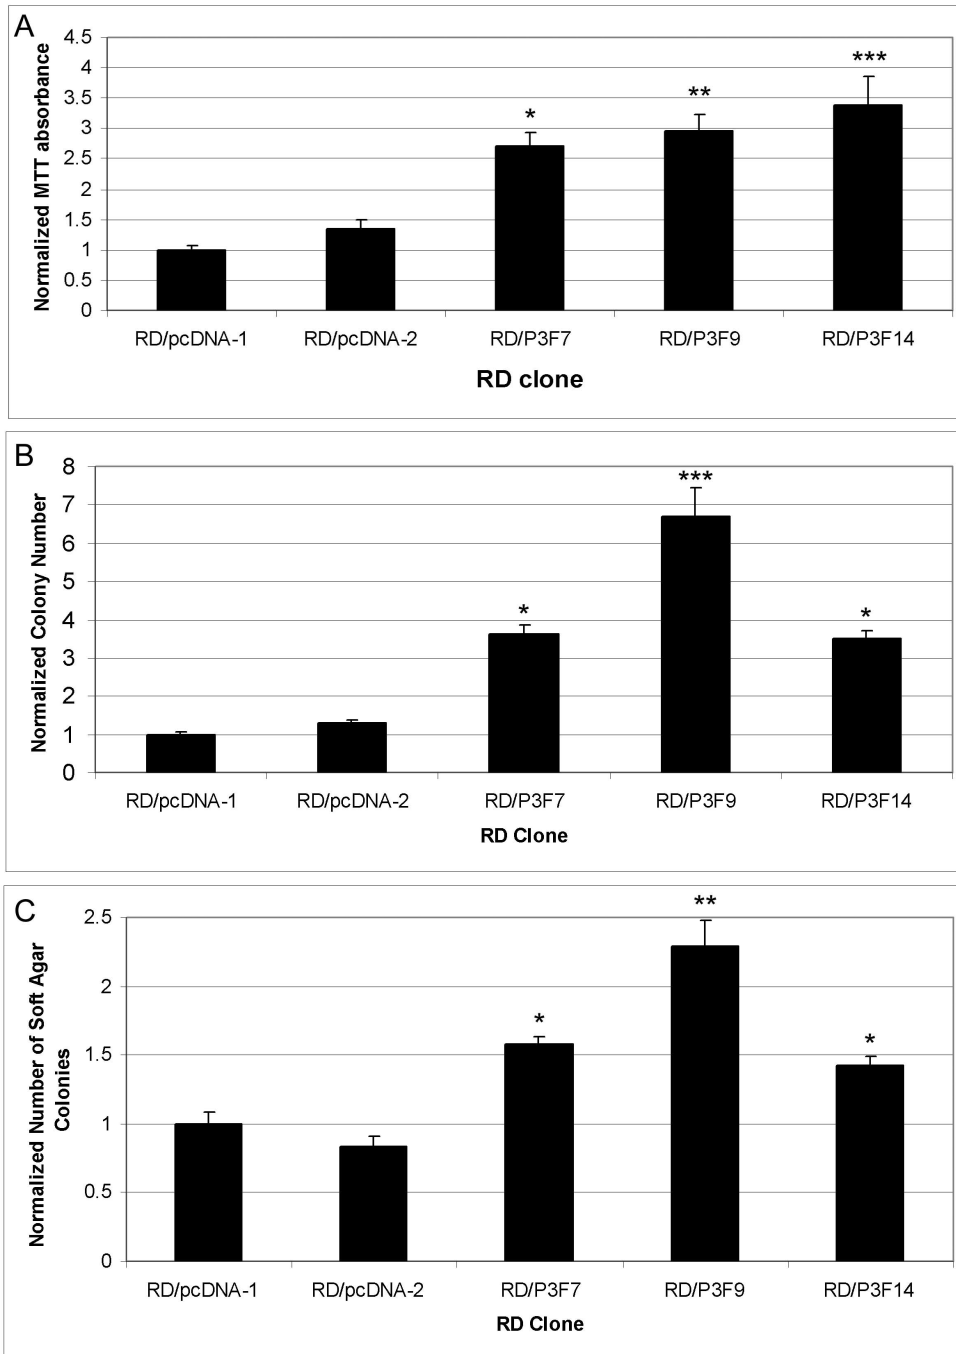 A
Normalized MTT absorbance
4.5
4
3.5
3
2.5
2
1.5
1
0.5
0
*
**
***
RD/pcDNA-1 RD/pcDNA-2 RD/P3F7 RD/P3F9 RD/P3F14
RD clone
B
Normalized Colony Number
8
7
6
5
4
3
2
1
0
*
***
*
RD/pcDNA-1 RD/pcDNA-2 RD/P3F7 RD/P3F9 RD/P3F14
RD Clone
C
Normalized Number of Soft Agar
Colonies
2.5
2
1.5
1
0.5
0
*
**
*
RD/pcDNA-1 RD/pcDNA-2 RD/P3F7 RD/P3F9 RD/P3F14
RD Clone